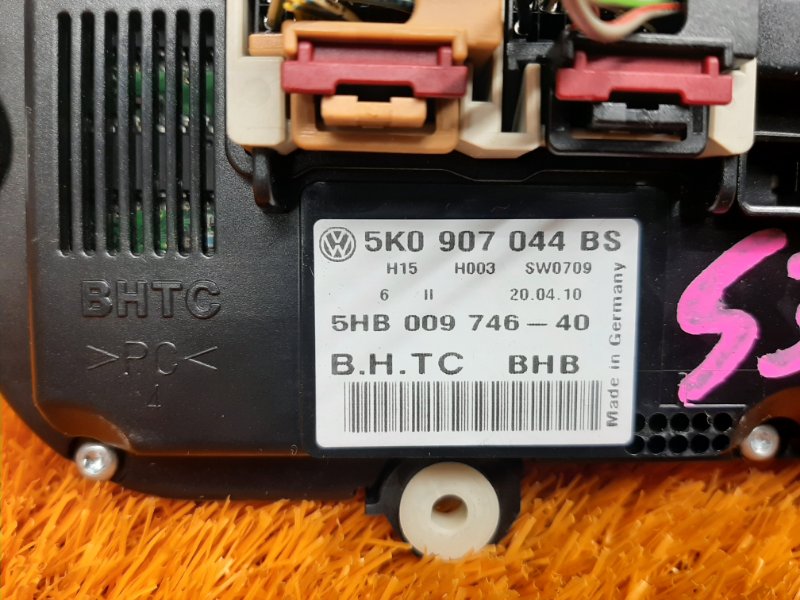 5K0 907 044 BS
H15 H003 SW0709
6 II 20.04.10
5HB 009 746-40
B.H.TC BHB
Made in Germany
BHTC
>PC<